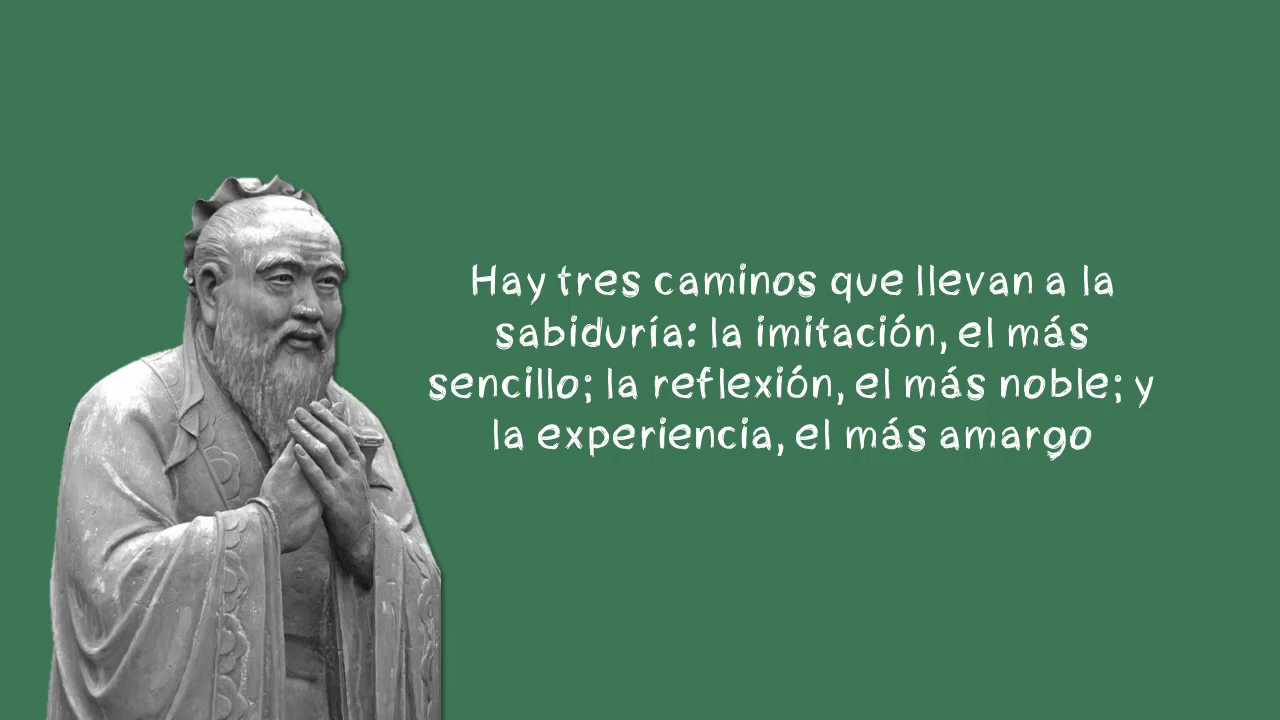 Hay tres caminos que llevan a la
sabiduría: la imitación, el más
sencillo; la reflexión, el más noble; y
la experiencia, el más amargo